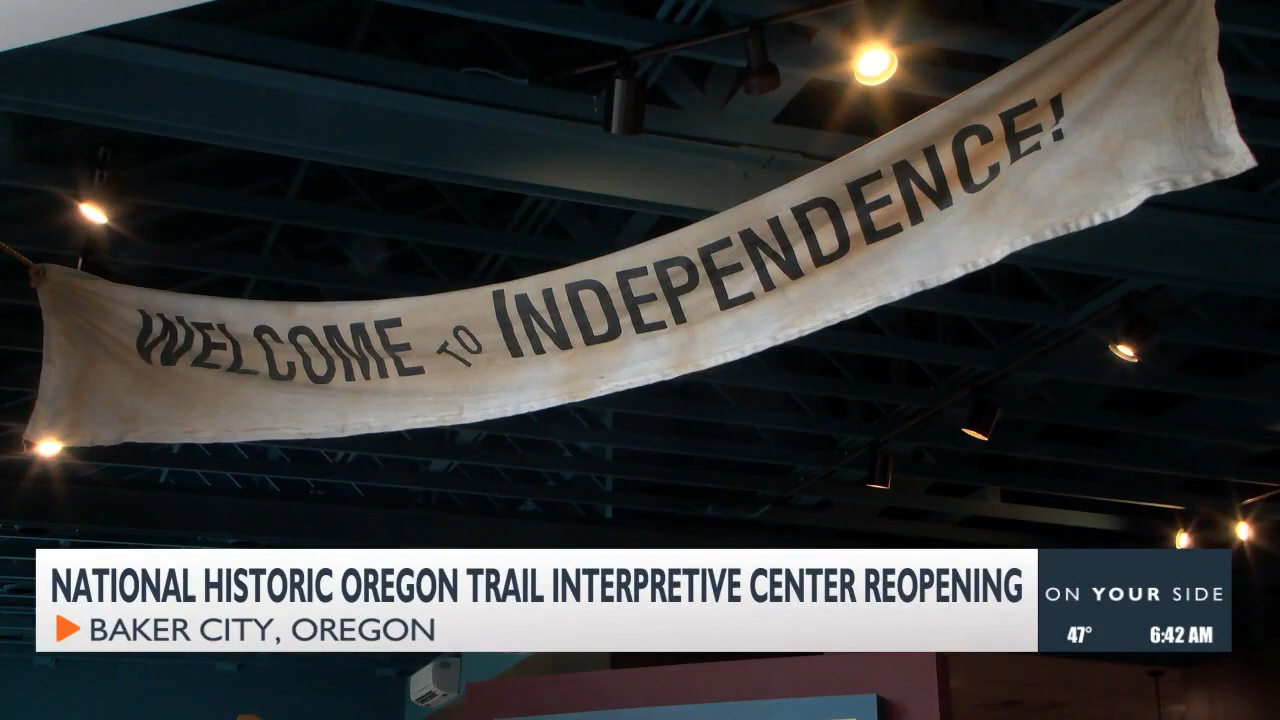 WELCOME TO INDEPENDENCE!
NATIONAL HISTORIC OREGON TRAIL INTERPRETIVE CENTER REOPENING
BAKER CITY, OREGON
ON YOUR SIDE
47° 6:42 AM